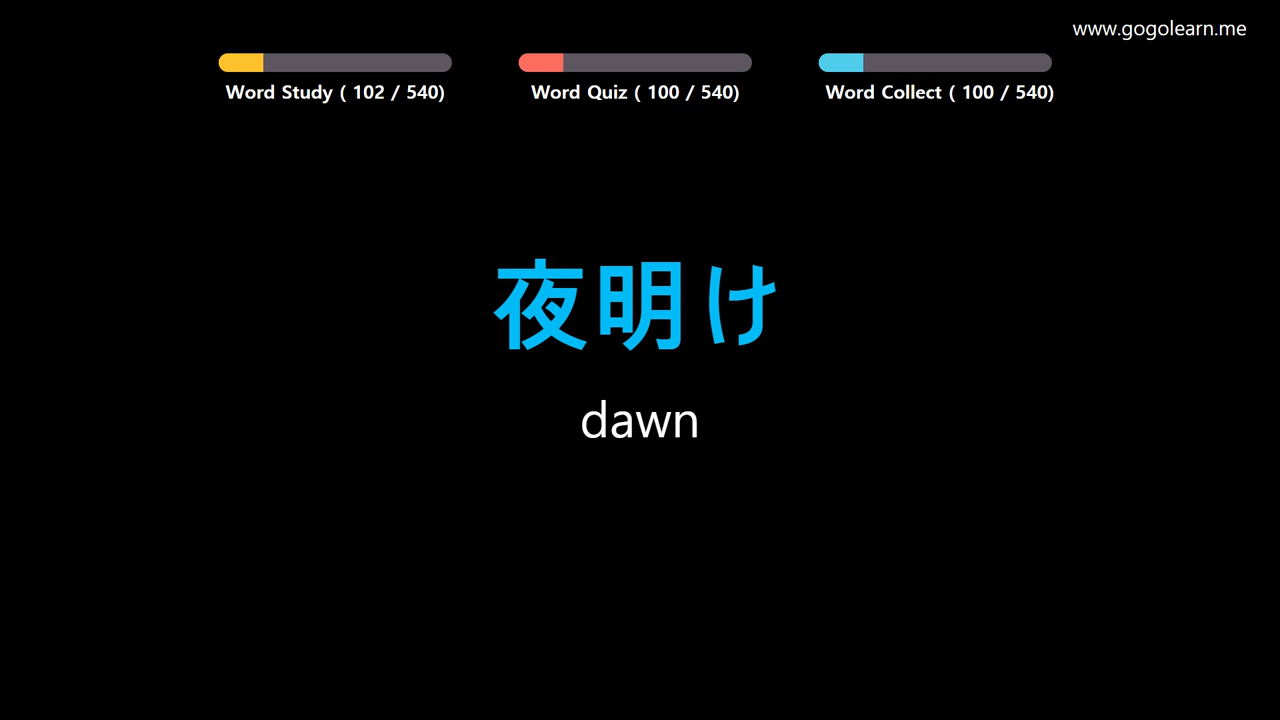 www.gogolearn.me
Word Study ( 102 / 540)
Word Quiz ( 100 / 540)
Word Collect ( 100 / 540)
夜明け
dawn